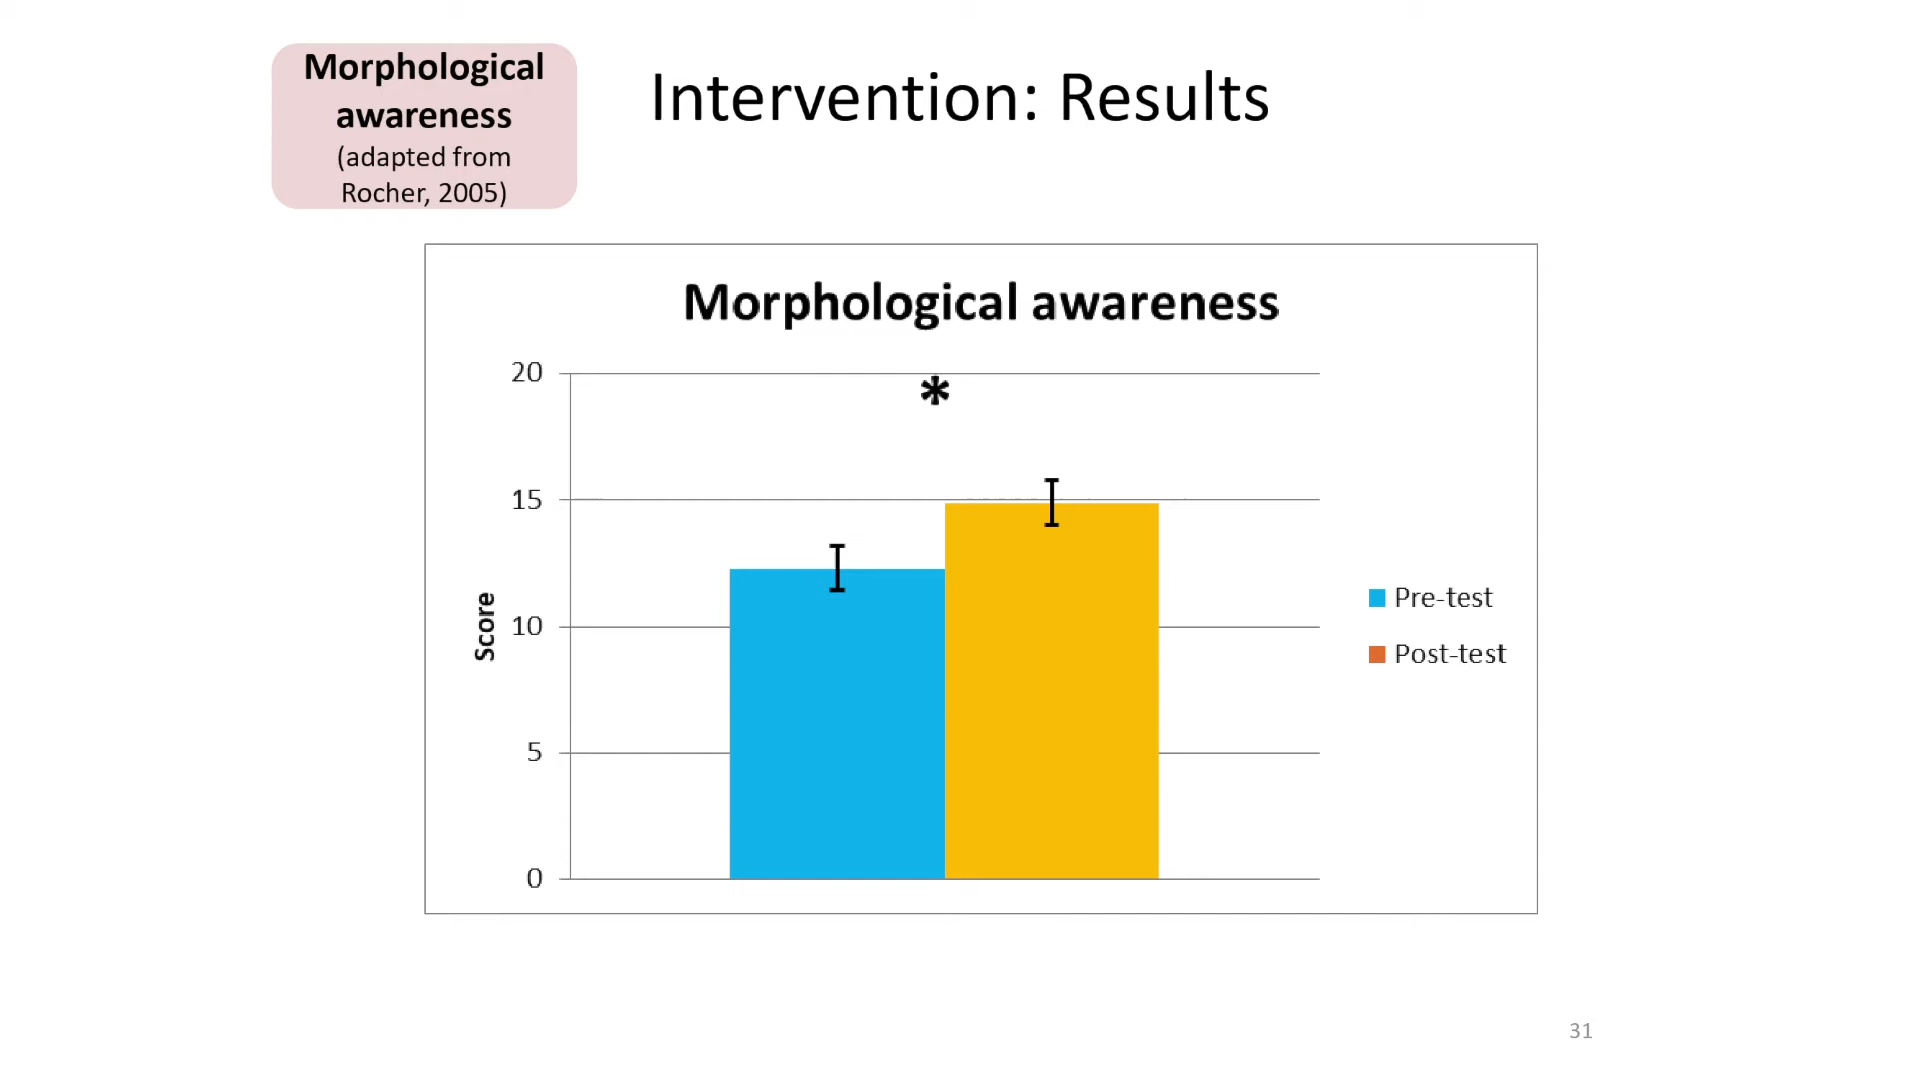 Morphological
awareness
(adapted from
Rocher, 2005)
Intervention: Results
Morphological awareness
20
*
15
10
5
0
Score
Pre-test
Post-test
31